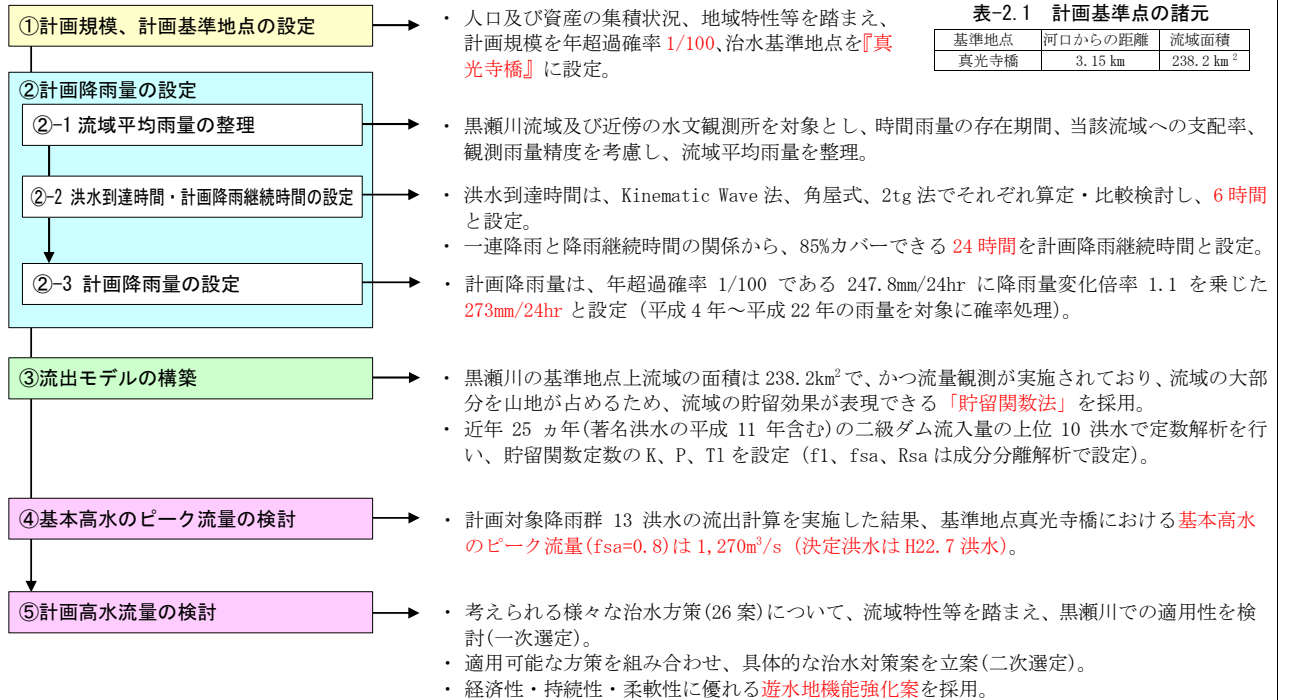 ①計画規模、計画基準地点の設定
・ 人口及び資産の集積状況、地域特性等を踏まえ、
計画規模を年超過確率 1/100、治水基準地点を『真
光寺橋』に設定。
表-2.1 計画基準点の諸元
基準地点 河口からの距離 流域面積
真光寺橋 3.15 km 238.2 km²
②計画降雨量の設定
②-1 流域平均雨量の整理
・ 黒瀬川流域及び近傍の水文観測所を対象とし、時間雨量の存在期間、当該流域への支配率、
観測雨量精度を考慮し、流域平均雨量を整理。
②-2 洪水到達時間・計画降雨継続時間の設定
・ 洪水到達時間は、Kinematic Wave 法、角屋式、2tg 法でそれぞれ算定・比較検討し、6 時間
と設定。
・ 一連降雨と降雨継続時間の関係から、85%カバーできる 24 時間を計画降雨継続時間と設定。
②-3 計画降雨量の設定
・ 計画降雨量は、年超過確率 1/100 である 247.8mm/24hr に降雨量変化倍率 1.1 を乗じた
273mm/24hr と設定（平成 4 年～平成 22 年の雨量を対象に確率処理）。
③流出モデルの構築
・ 黒瀬川の基準地点上流域の面積は 238.2km²で、かつ流量観測が実施されており、流域の大部
分を山地が占めるため、流域の貯留効果が表現できる「貯留関数法」を採用。
・ 近年 25 ヵ年(著名洪水の平成 11 年含む)の二級ダム流入量の上位 10 洪水で定数解析を行
い、貯留関数定数の K、P、Tl を設定（f1、fsa、Rsa は成分分離解析で設定）。
④基本高水のピーク流量の検討
・ 計画対象降雨群 13 洪水の流出計算を実施した結果、基準地点真光寺橋における基本高水
のピーク流量(fsa=0.8)は 1,270m³/s（決定洪水は H22.7 洪水）。
⑤計画高水流量の検討
・ 考えられる様々な治水方策(26 案)について、流域特性等を踏まえ、黒瀬川での適用性を検
討(一次選定)。
・ 適用可能な方策を組み合わせ、具体的な治水対策案を立案(二次選定)。
・ 経済性・持続性・柔軟性に優れる遊水地機能強化案を採用。